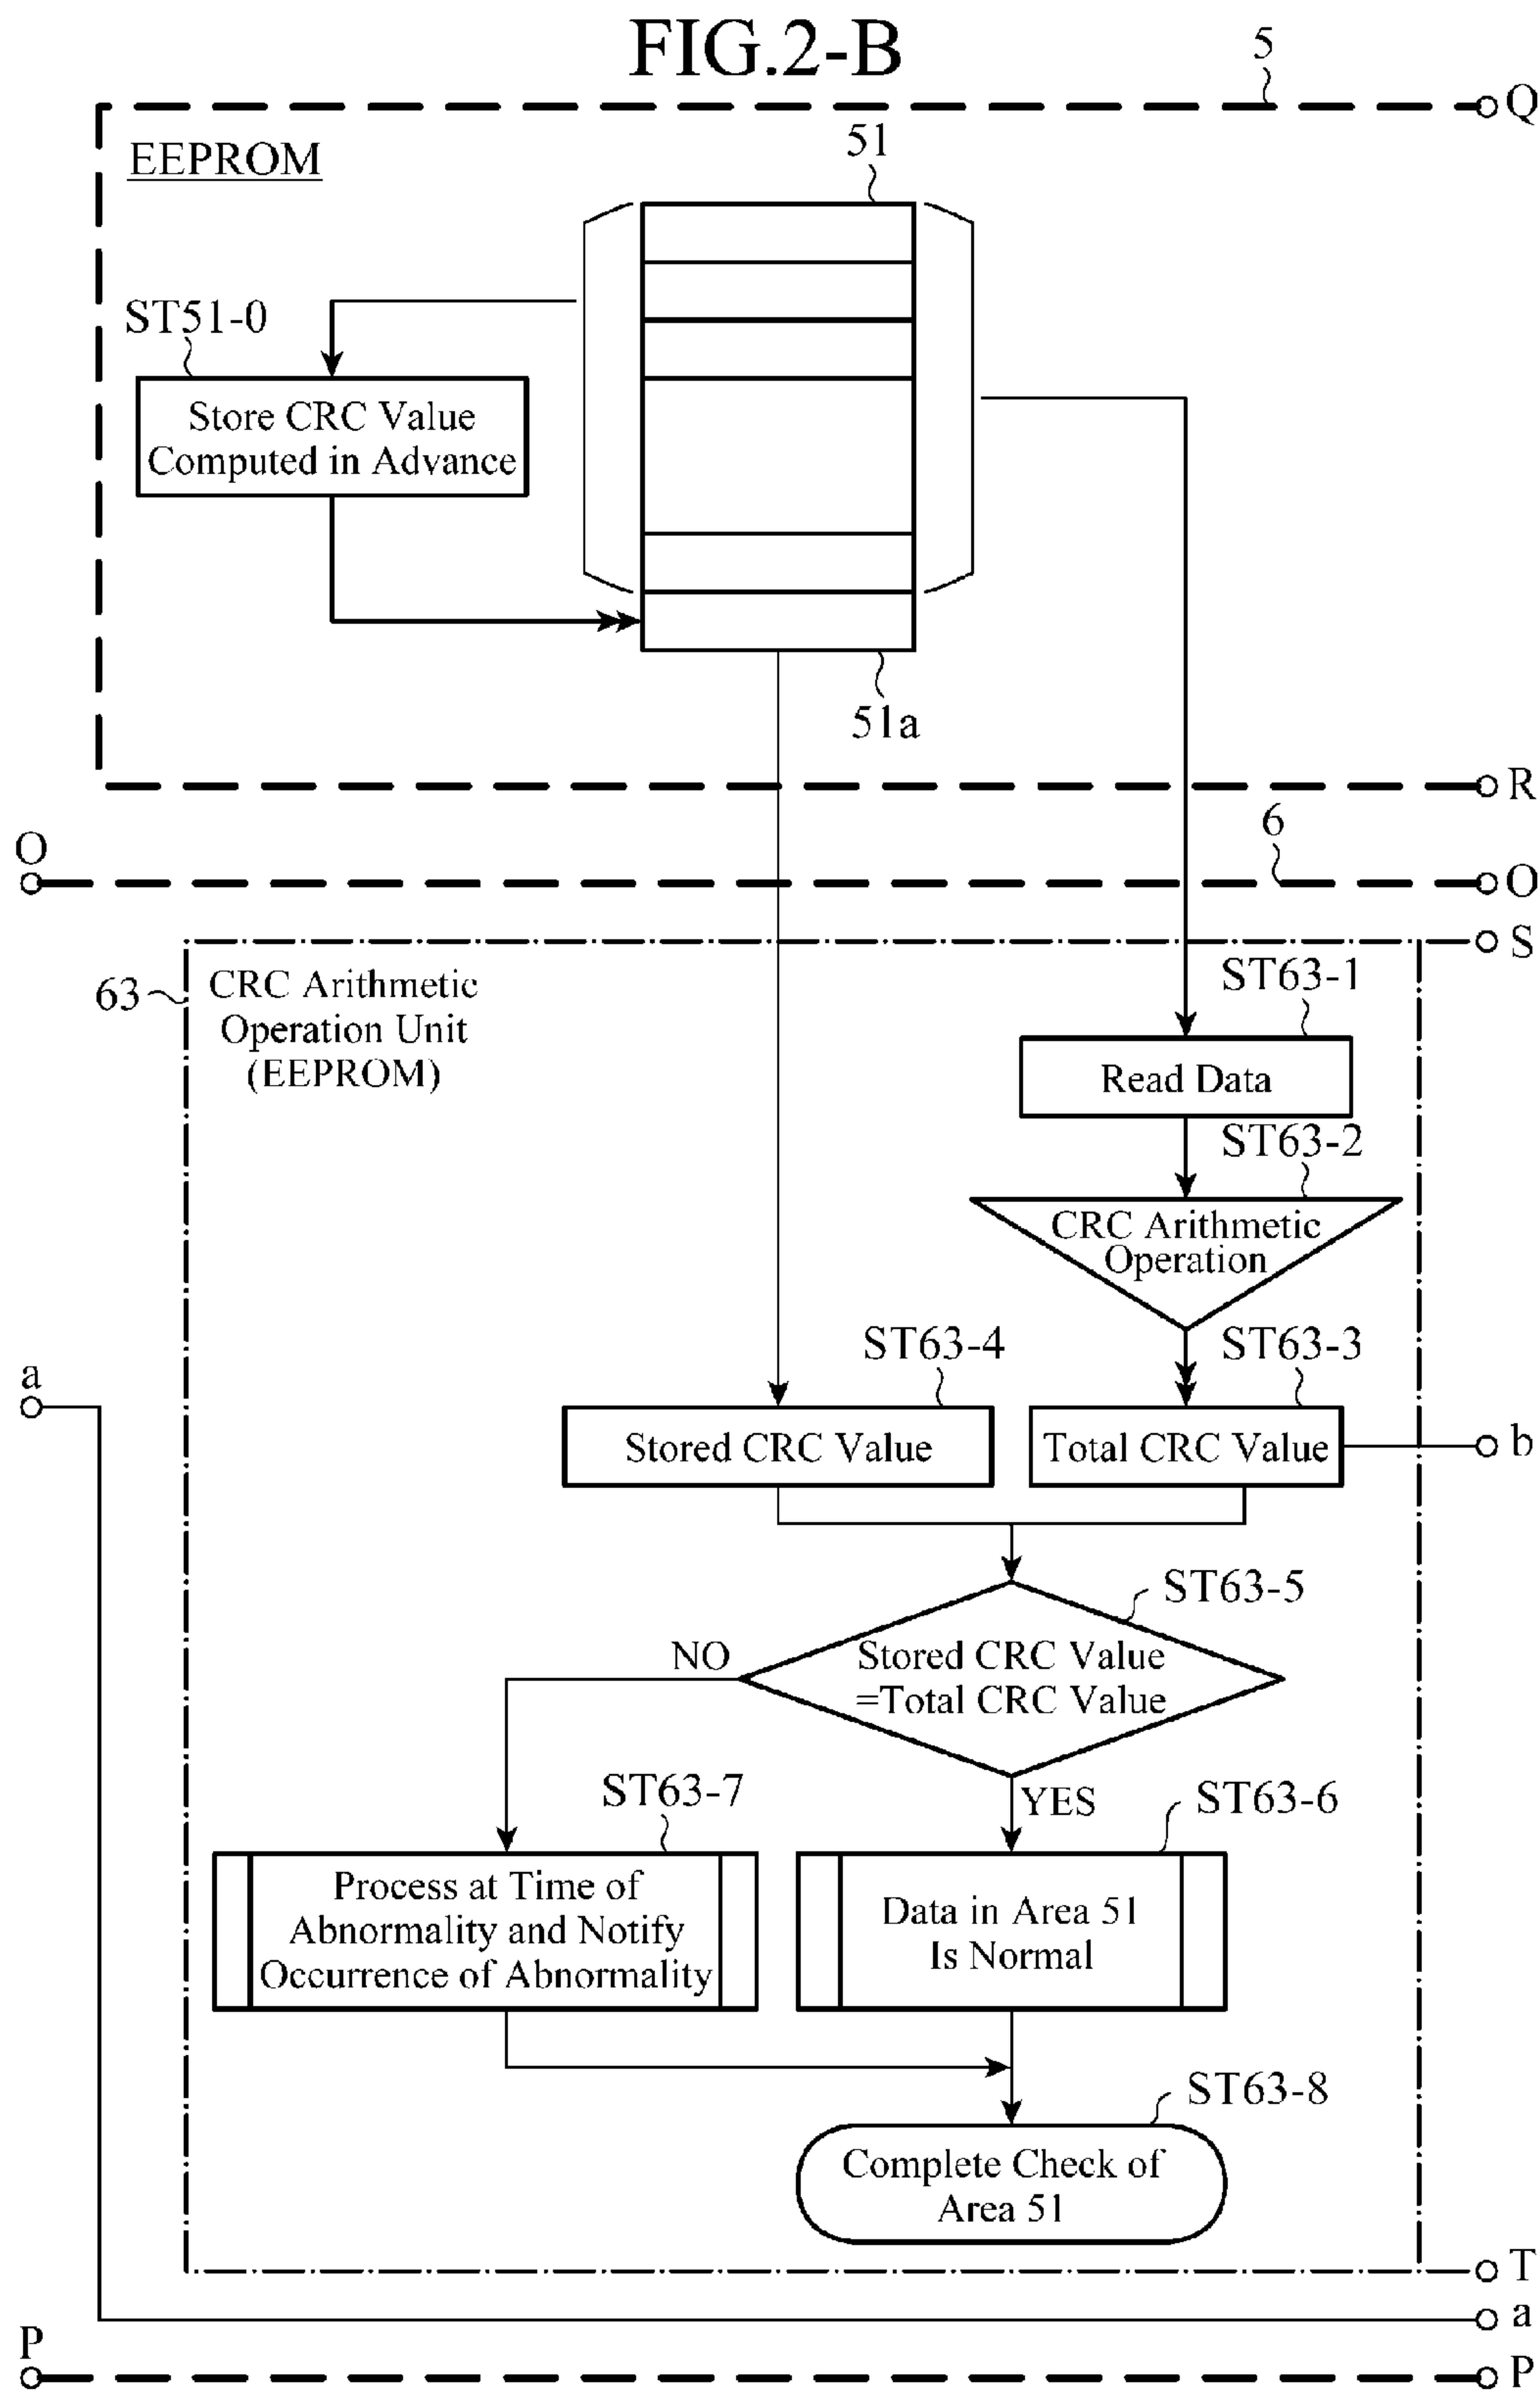 FIG.2-B
5
Q
EEPROM
51
ST51-0
Store CRC Value
Computed in Advance
51a
R
6
O
O
S
63
CRC Arithmetic
Operation Unit
(EEPROM)
ST63-1
Read Data
ST63-2
CRC Arithmetic
Operation
ST63-4
ST63-3
a
Stored CRC Value
Total CRC Value
b
ST63-5
NO
Stored CRC Value
=Total CRC Value
ST63-7
YES
ST63-6
Process at Time of
Abnormality and Notify
Occurrence of Abnormality
Data in Area 51
Is Normal
ST63-8
Complete Check of
Area 51
T
a
P
P